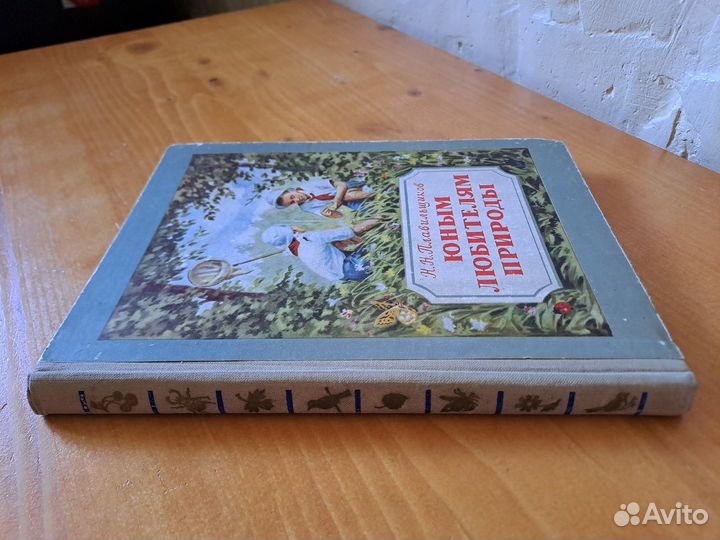 Н.Н.Плавильщиков
ЮНЫМ
ЛЮБИТЕЛЯМ
ПРИРОДЫ
Avito